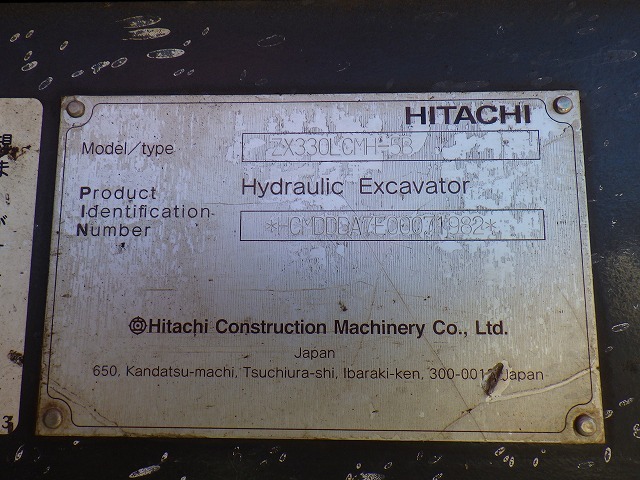 HITACHI
Model/type ZX330LCMH-5B
Hydraulic Excavator
Product
Identification
Number
Hitachi Construction Machinery Co., Ltd.
Japan
650, Kandatsu-machi, Tsuchiura-shi, Ibaraki-ken, 300-0013 Japan
3